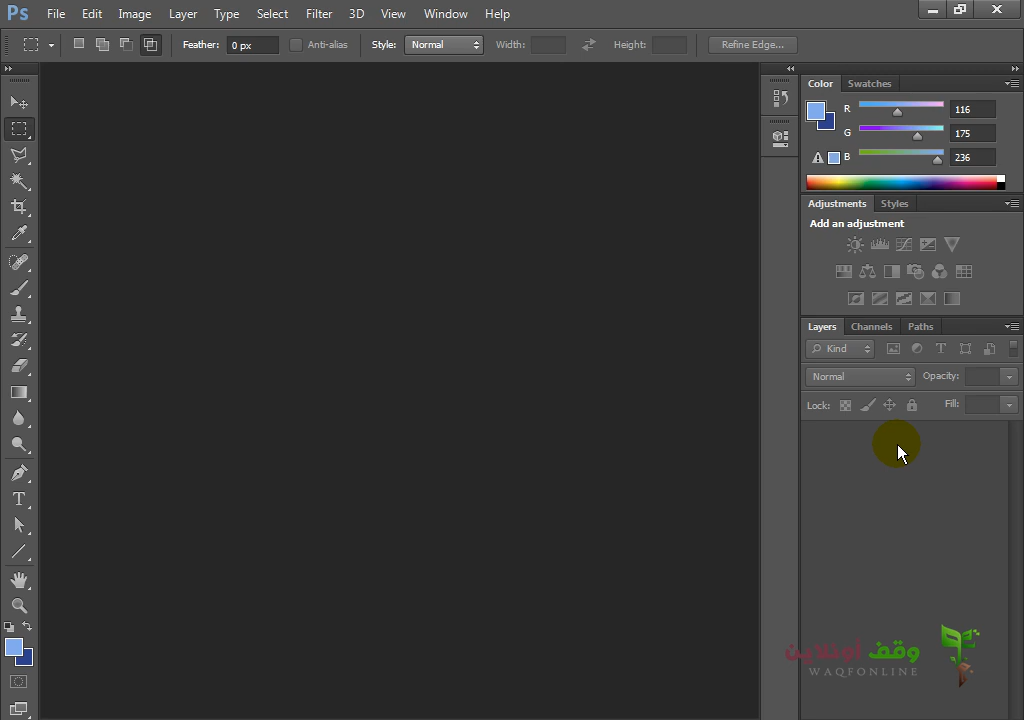 Ps File Edit Image Layer Type Select Filter 3D View Window Help
Feather: 0 px Anti-alias Style: Normal Width: Height: Refine Edge...
Color Swatches
R 116
G 175
B 236
Adjustments Styles
Add an adjustment
Layers Channels Paths
Kind T
Normal Opacity:
Lock: Fill:
T
وقف أونلاين
WAQFONLINE